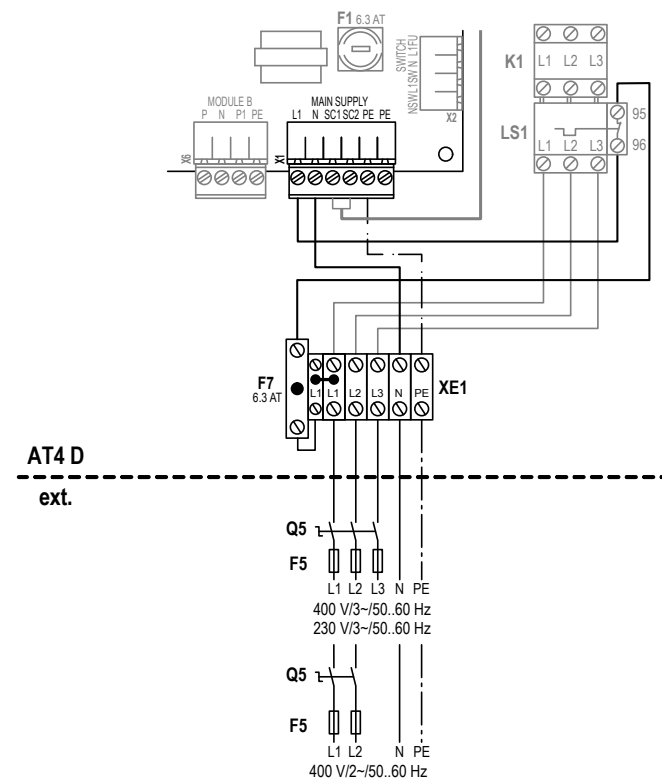 F1 6.3 AT
SWITCH
NSW L1SW N L1FU
X2
K1
L1 L2 L3
MODULE B
P N P1 PE
X6
MAIN SUPPLY
L1 N SC1 SC2 PE PE
X1
LS1
95
96
L1 L2 L3
F7
6.3 AT
L1 L1 L2 L3 N PE
XE1
AT4 D
ext.
Q5
F5
L1 L2 L3 N PE
400 V/3~/50..60 Hz
230 V/3~/50..60 Hz
Q5
F5
L1 L2 N PE
400 V/2~/50..60 Hz